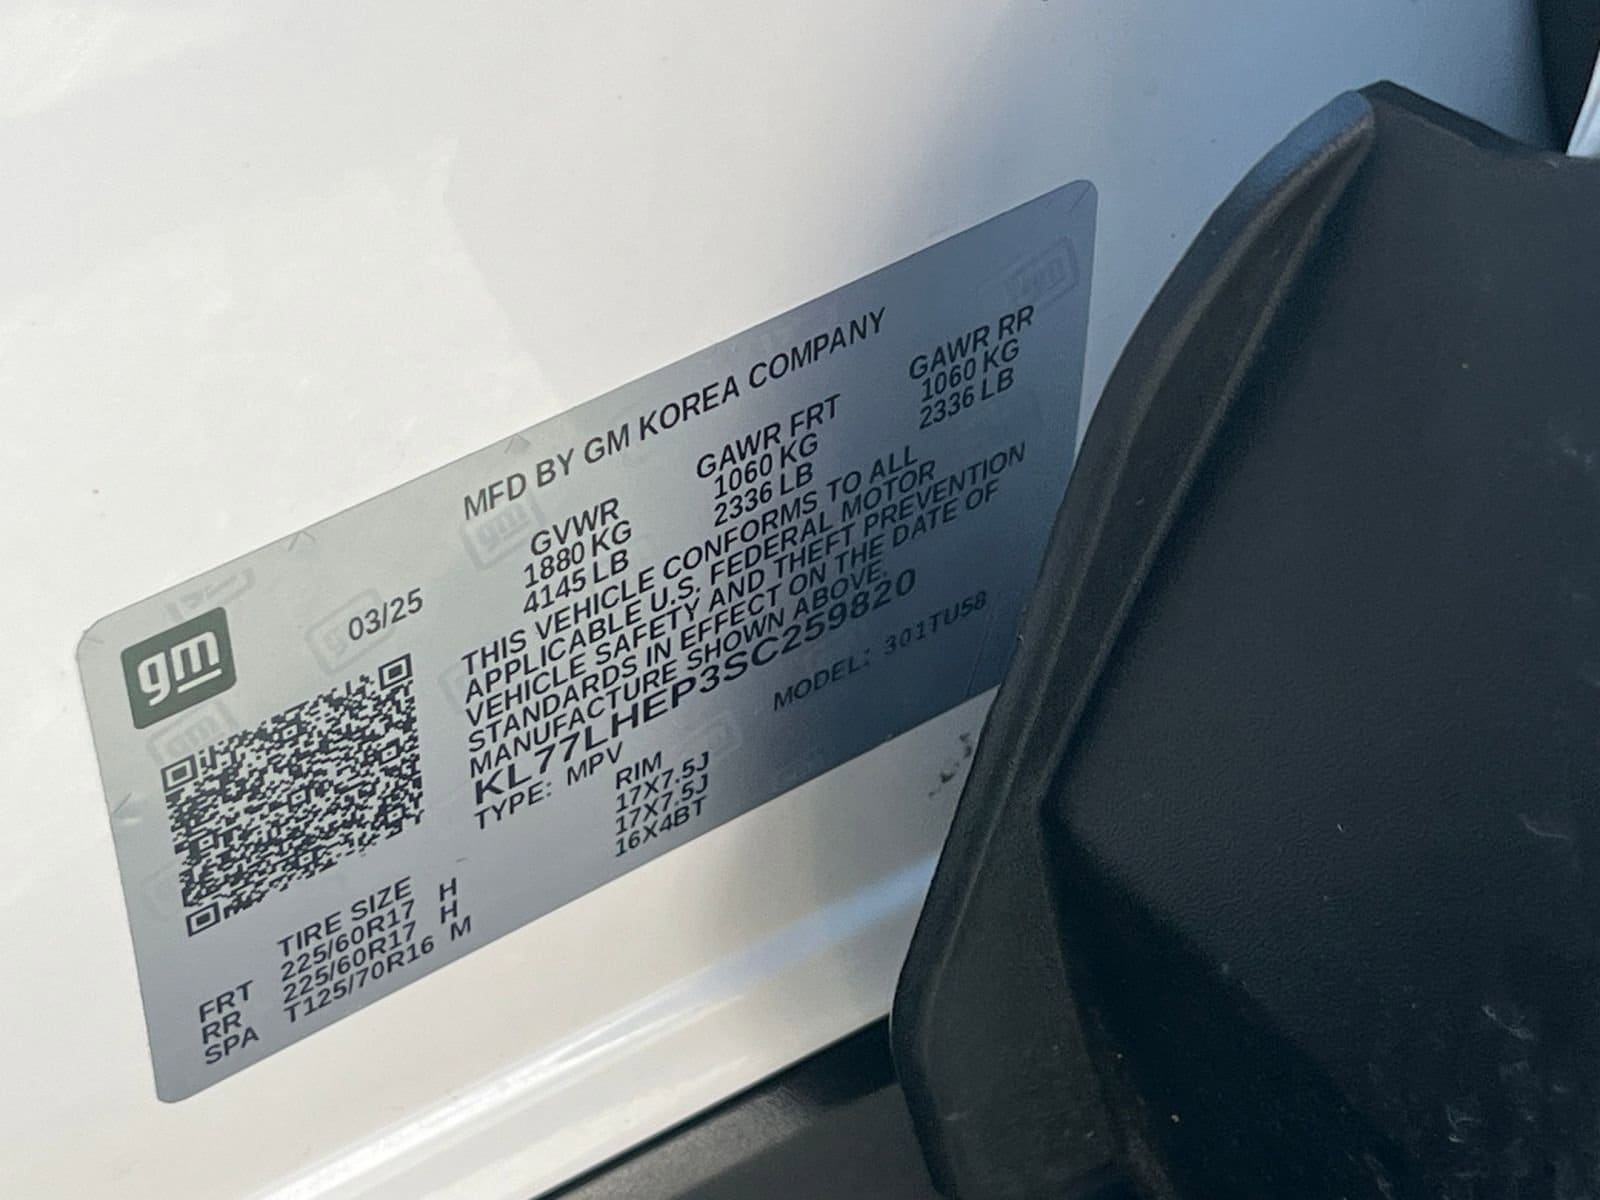 MFD BY GM KOREA COMPANY
gm
03/25
GVWR GAWR FRT GAWR RR
1880 KG 1060 KG 1060 KG
4145 LB 2336 LB 2336 LB
THIS VEHICLE CONFORMS TO ALL
APPLICABLE U.S. FEDERAL MOTOR
VEHICLE SAFETY AND THEFT PREVENTION
STANDARDS IN EFFECT ON THE DATE OF
MANUFACTURE SHOWN ABOVE.
KL77LHEP3SC259820
TYPE: MPV MODEL: 301TU58
TIRE SIZE RIM
FRT 225/60R17 H 17X7.5J
RR 225/60R17 H 17X7.5J
SPA T125/70R16 M 16X4BT